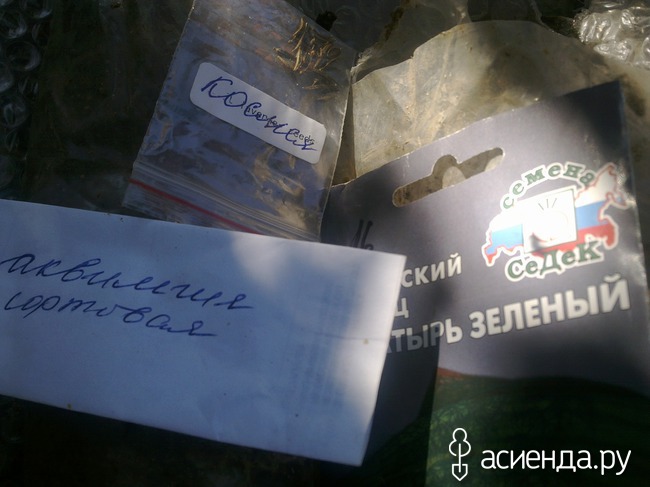 космея
аквилегия
сортовая
семена
СеДеК
ский
ц
тырь зеленый
асиенда.ру